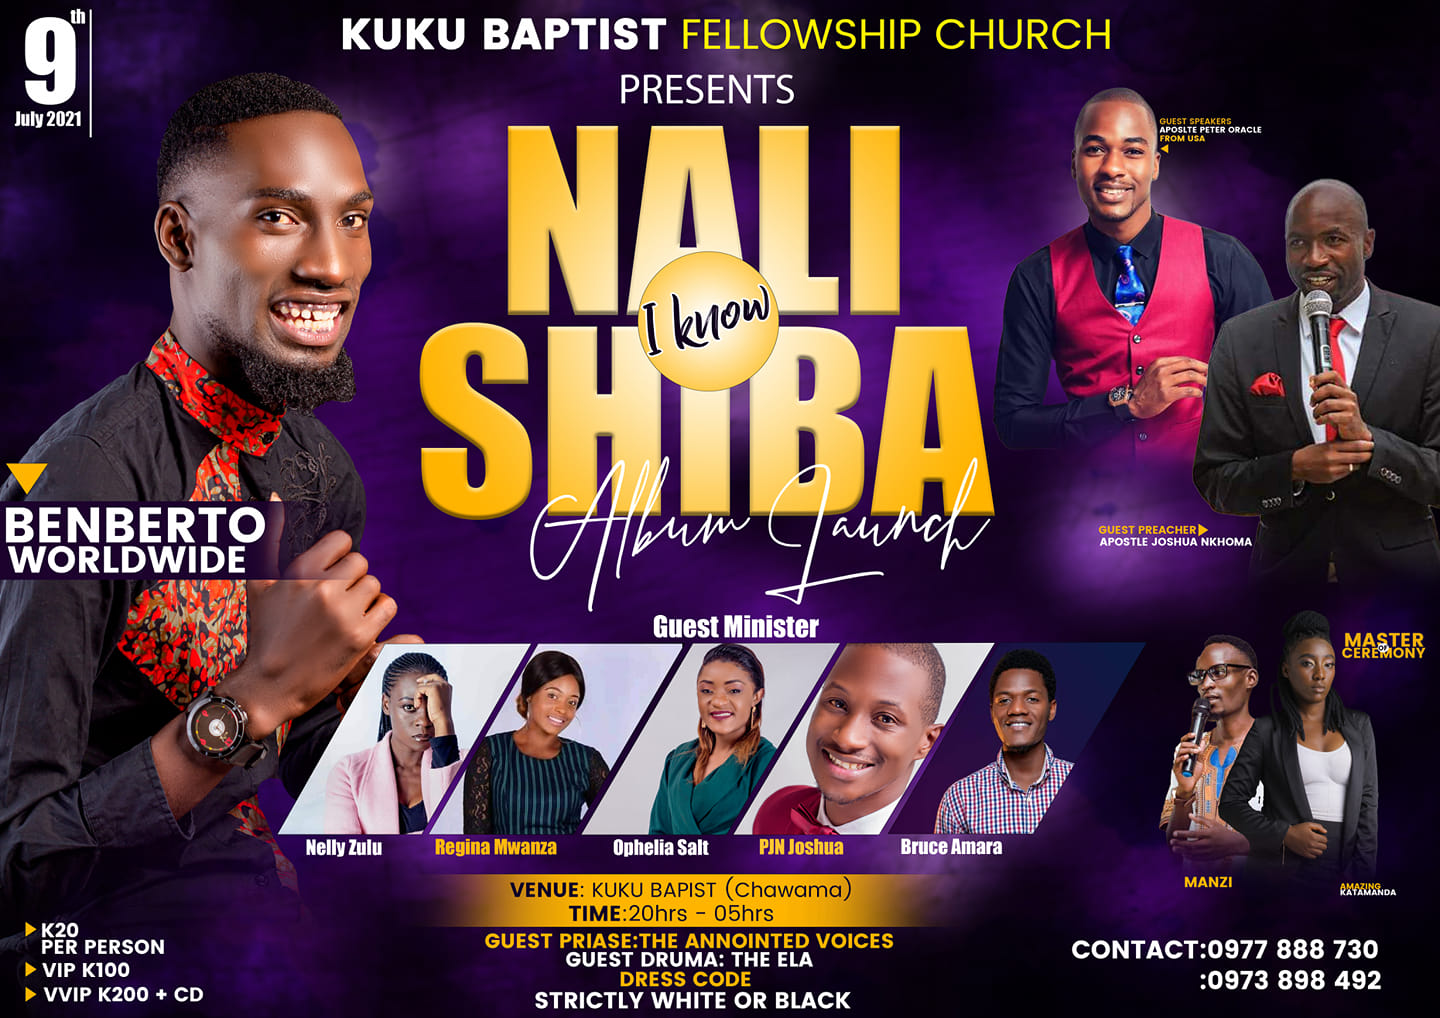 9th
July 2021
KUKU BAPTIST FELLOWSHIP CHURCH
PRESENTS
NALI
I know
SHIBA
Album Launch
GUEST SPEAKERS
APOSLTE PETER ORACLE
FROM USA
BENBERTO
WORLDWIDE
GUEST PREACHER
APOSTLE JOSHUA NKHOMA
Guest Minister
Nelly Zulu
Regina Mwanza
Ophelia Salt
PJN Joshua
Bruce Amara
MASTER
OF
CEREMONY
MANZI
AMAZING
KATAMANDA
VENUE: KUKU BAPIST (Chawama)
TIME:20hrs - 05hrs
GUEST PRIASE:THE ANNOINTED VOICES
GUEST DRUMA: THE ELA
DRESS CODE
STRICTLY WHITE OR BLACK
K20
PER PERSON
VIP K100
VVIP K200 + CD
CONTACT:0977 888 730
:0973 898 492